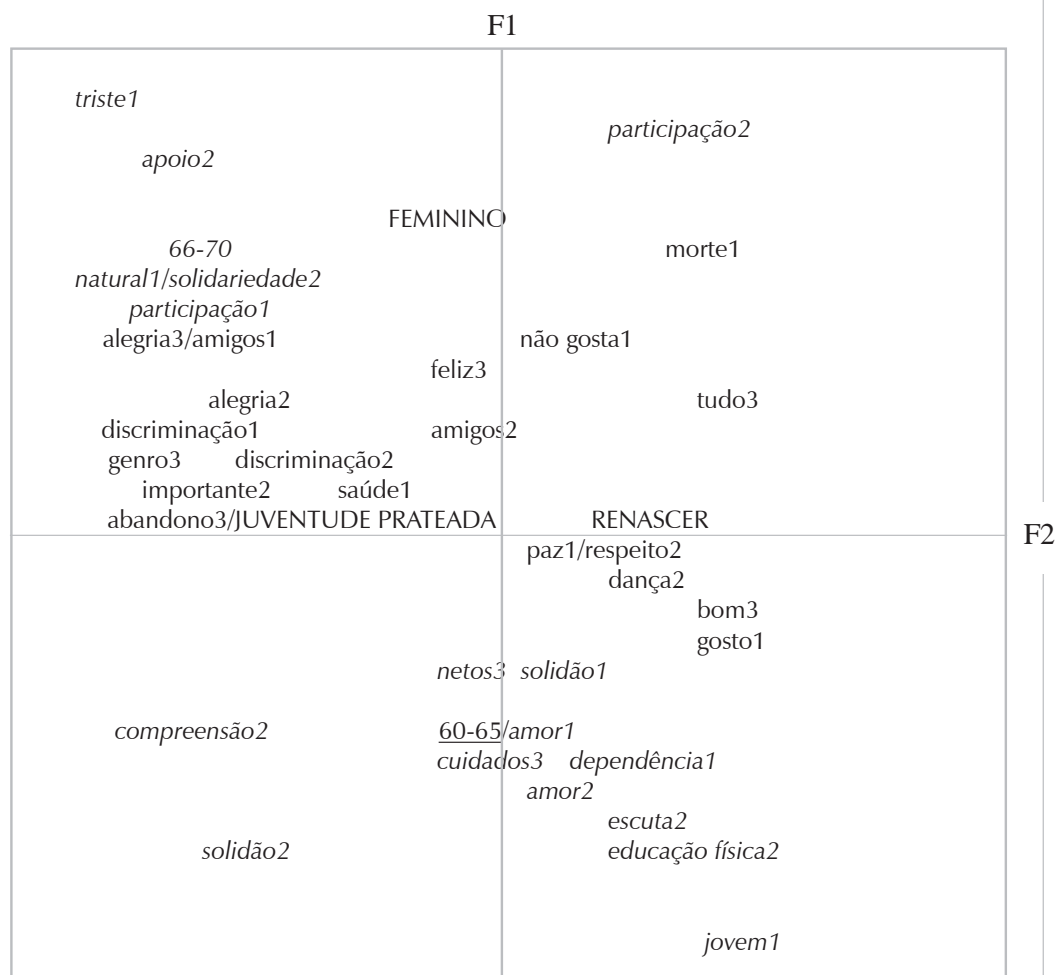 F1
triste1
participação2
apoio2
FEMININO
66-70 morte1
natural1/solidariedade2
participação1
alegria3/amigos1 não gosta1
feliz3
alegria2 tudo3
discriminação1 amigos2
genro3 discriminação2
importante2 saúde1
abandono3/JUVENTUDE PRATEADA RENASCER
F2
paz1/respeito2
dança2
bom3
gosto1
netos3 solidão1
compreensão2 60-65/amor1
cuidados3 dependência1
amor2
escuta2
solidão2 educação física2
jovem1